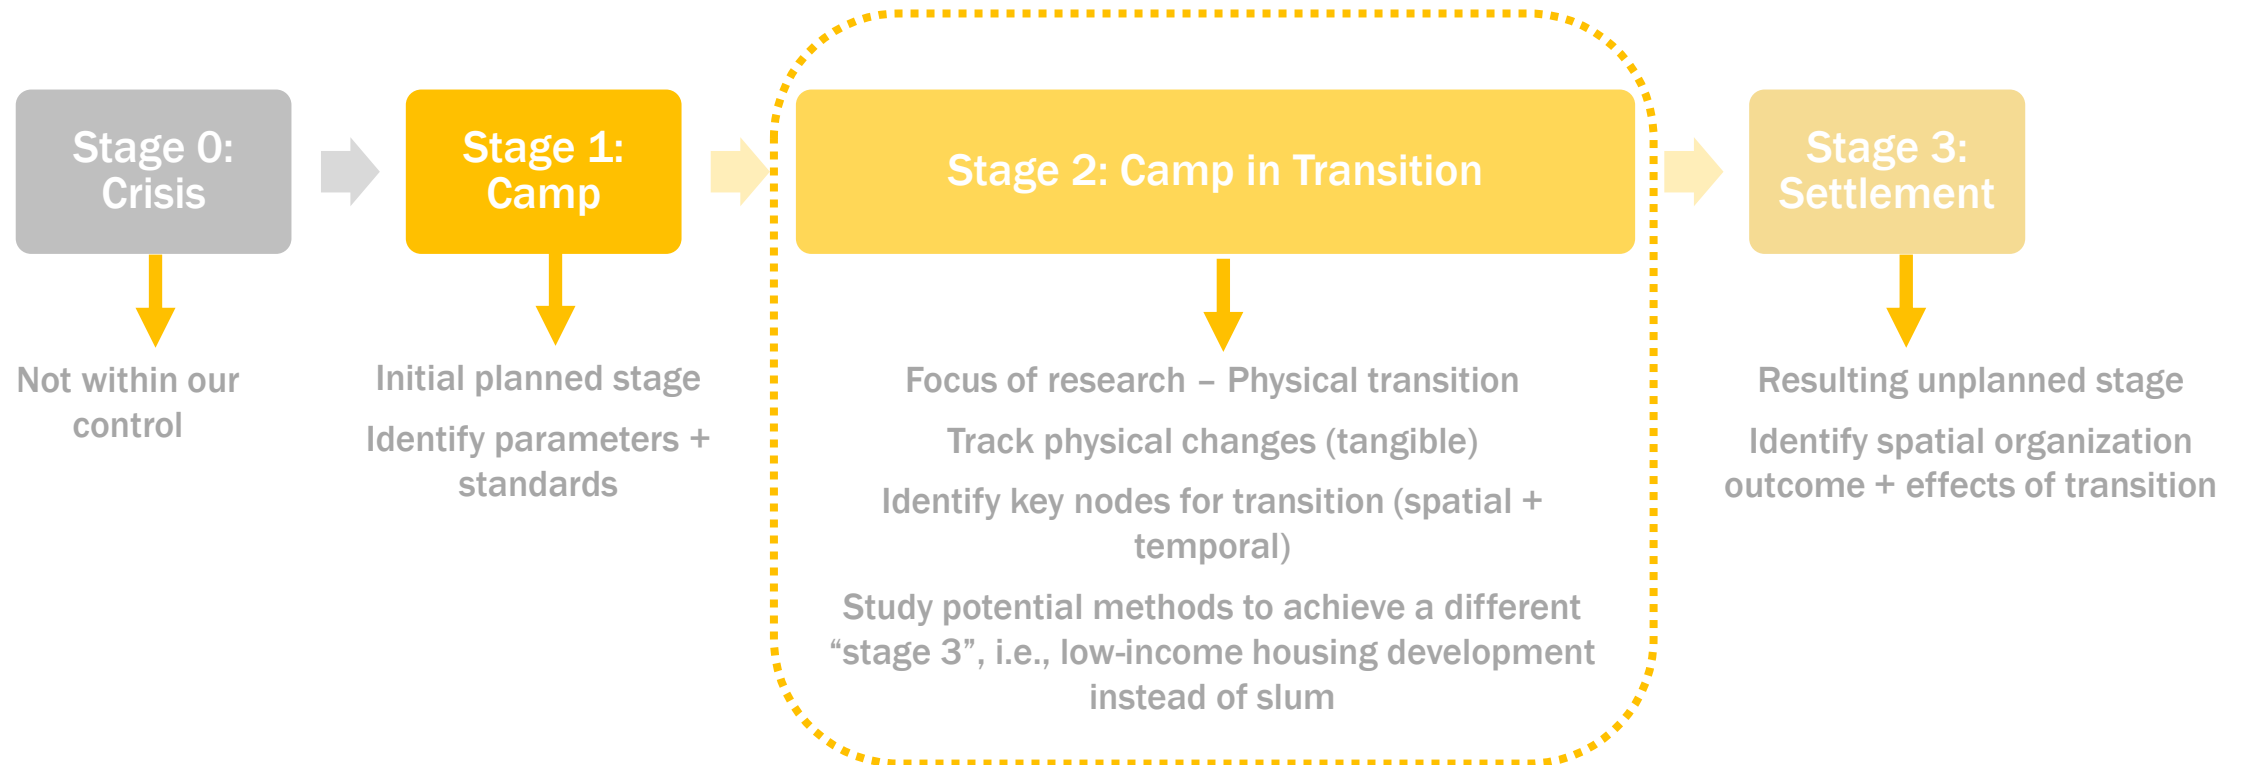 Stage 0:
Crisis
Stage 1:
Camp
Stage 2: Camp in Transition
Stage 3:
Settlement
Not within our
control
Initial planned stage
Identify parameters +
standards
Focus of research – Physical transition
Track physical changes (tangible)
Identify key nodes for transition (spatial +
temporal)
Study potential methods to achieve a different
“stage 3”, i.e., low-income housing development
instead of slum
Resulting unplanned stage
Identify spatial organization
outcome + effects of transition